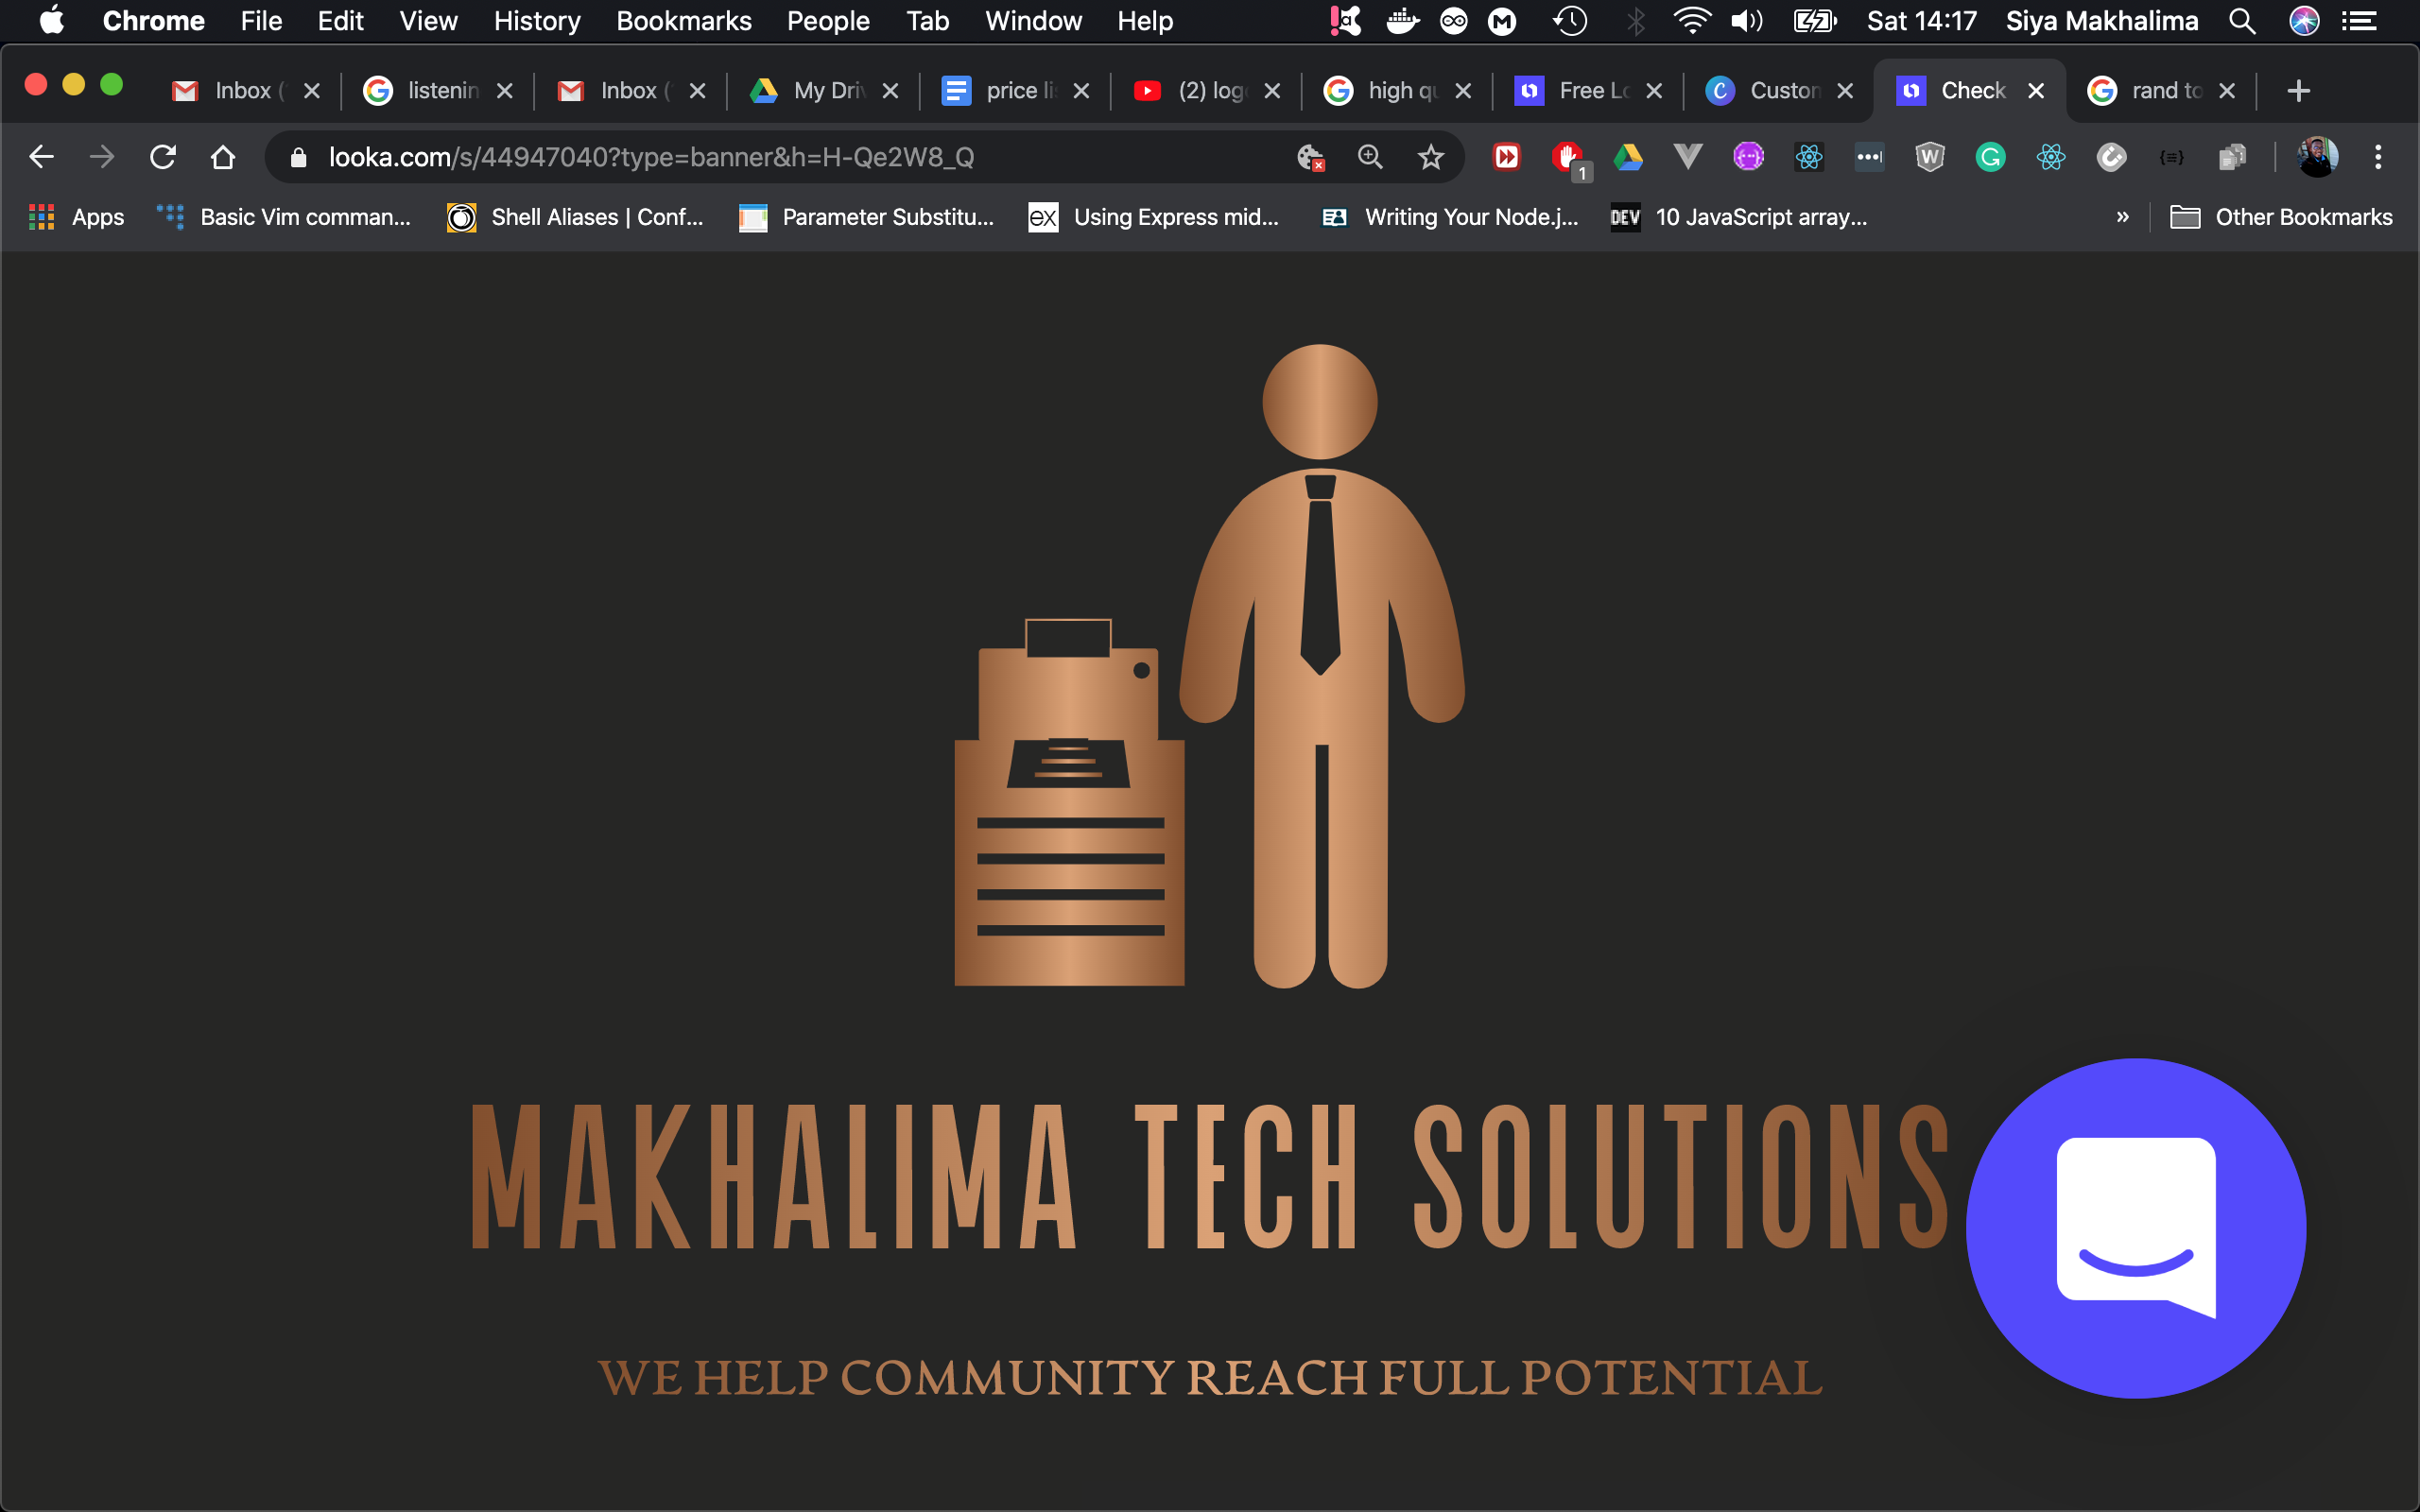 Chrome File Edit View History Bookmarks People Tab Window Help Sat 14:17 Siya Makhalima
Inbox ( listenin Inbox ( My Dri price li (2) log high q Free Lo Custom Check rand to
looka.com/s/44947040?type=banner&h=H-Qe2W8_Q 1
Apps Basic Vim comman... Shell Aliases | Conf... Parameter Substitu... ex Using Express mid... Writing Your Node.j... DEV 10 JavaScript array... » Other Bookmarks
MAKHALIMA TECH SOLUTIONS
WE HELP COMMUNITY REACH FULL POTENTIAL